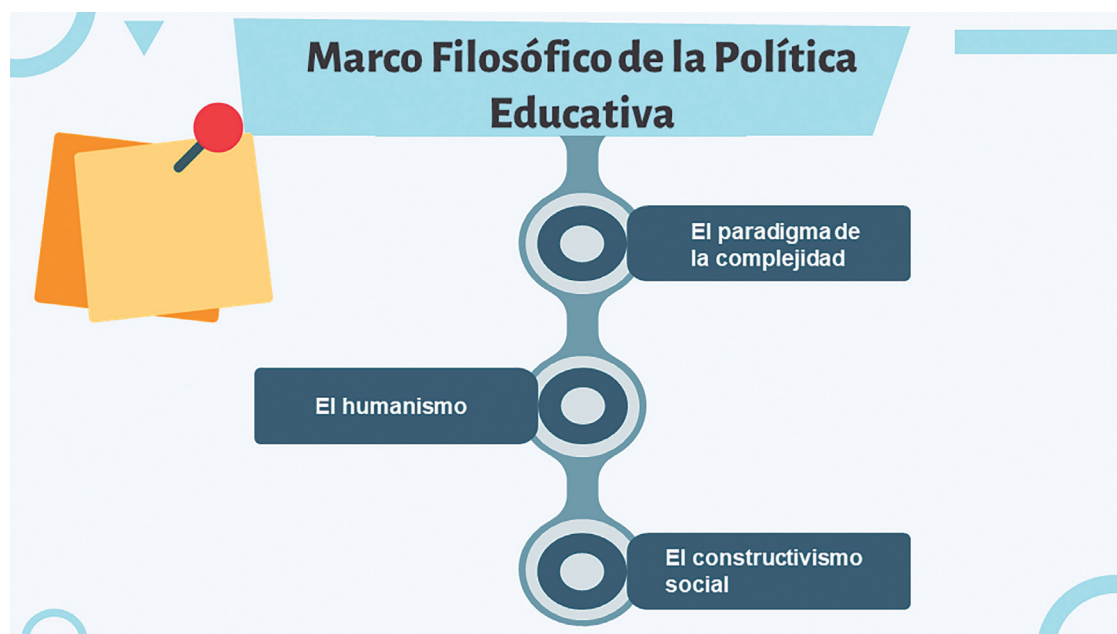 Marco Filosófico de la Política
Educativa
El paradigma de
la complejidad
El humanismo
El constructivismo
social